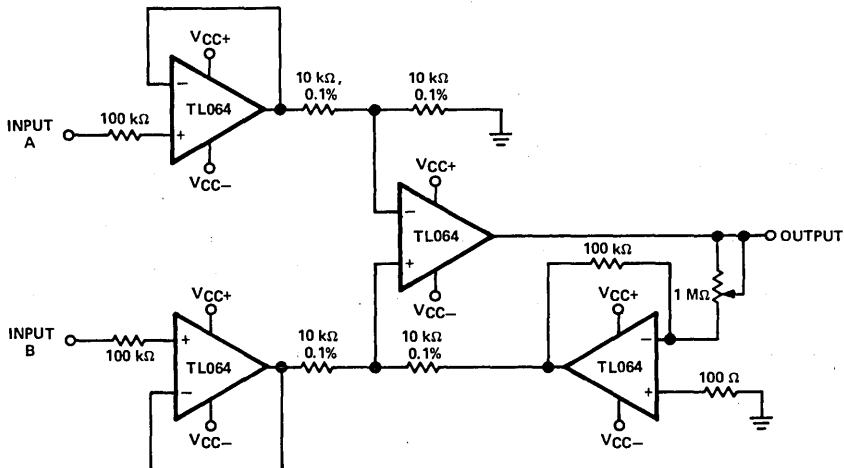 VCC+
10 kΩ,
0.1%
10 kΩ
0.1%
−
TL064
INPUT
A
100 kΩ
+
VCC−
VCC+
−
TL064
OUTPUT
100 kΩ
+
VCC−
1 MΩ
VCC+
INPUT
B
VCC+
10 kΩ
0.1%
10 kΩ
0.1%
+
100 kΩ
TL064
−
TL064
−
100 Ω
+
VCC−
VCC−